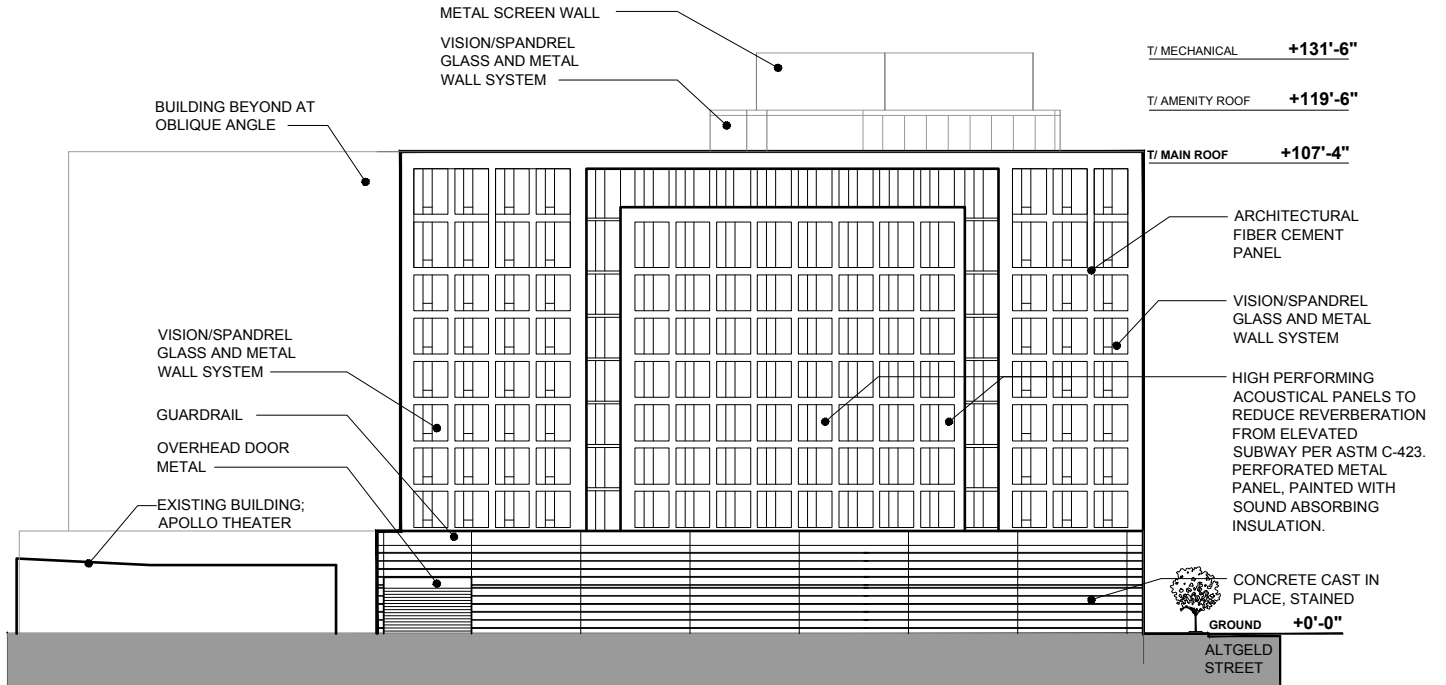 METAL SCREEN WALL
VISION/SPANDREL
GLASS AND METAL
WALL SYSTEM
BUILDING BEYOND AT
OBLIQUE ANGLE
T/ MECHANICAL +131'-6"
T/ AMENITY ROOF +119'-6"
T/ MAIN ROOF +107'-4"
ARCHITECTURAL
FIBER CEMENT
PANEL
VISION/SPANDREL
GLASS AND METAL
WALL SYSTEM
VISION/SPANDREL
GLASS AND METAL
WALL SYSTEM
GUARDRAIL
OVERHEAD DOOR
METAL
EXISTING BUILDING;
APOLLO THEATER
HIGH PERFORMING
ACOUSTICAL PANELS TO
REDUCE REVERBERATION
FROM ELEVATED
SUBWAY PER ASTM C-423.
PERFORATED METAL
PANEL, PAINTED WITH
SOUND ABSORBING
INSULATION.
CONCRETE CAST IN
PLACE, STAINED
GROUND +0'-0"
ALTGELD
STREET